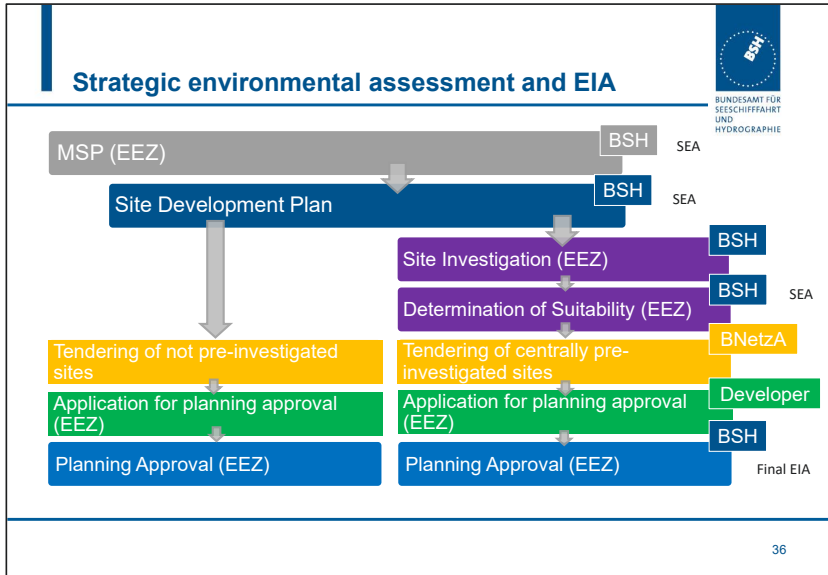 Strategic environmental assessment and EIA
BSH
BUNDESAMT FÜR
SEESCHIFFFAHRT
UND
HYDROGRAPHIE
MSP (EEZ)
BSH
SEA
Site Development Plan
BSH
SEA
Site Investigation (EEZ)
BSH
Determination of Suitability (EEZ)
BSH
SEA
Tendering of not pre-investigated
sites
Tendering of centrally pre-
investigated sites
BNetzA
Application for planning approval
(EEZ)
Application for planning approval
(EEZ)
Developer
Planning Approval (EEZ)
Planning Approval (EEZ)
BSH
Final EIA
36